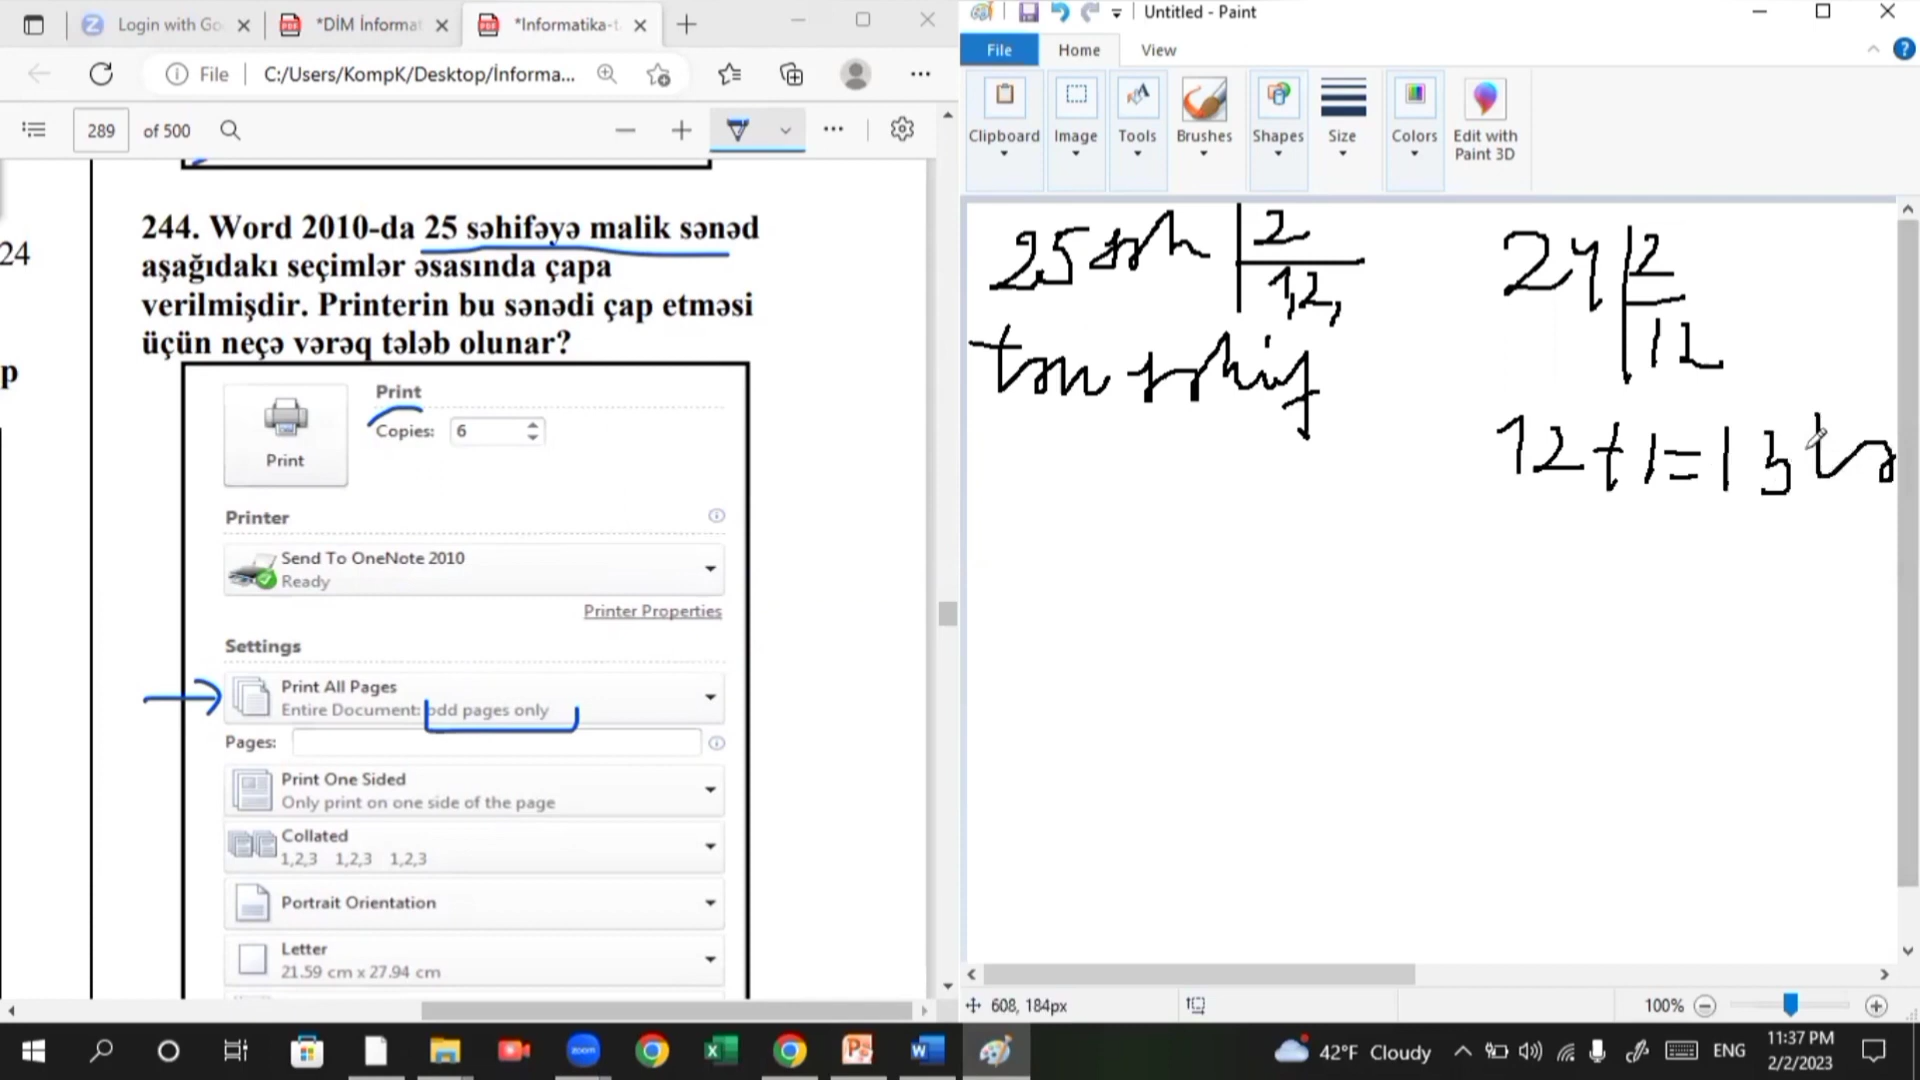 Login with Go
*DİM İnformat
*Informatika-t
File
C:/Users/KompK/Desktop/İnforma...
289
of 500
24
p
244. Word 2010-da 25 səhifəyə malik sənəd
aşağıdakı seçimlər əsasında çapa
verilmişdir. Printerin bu sənədi çap etməsi
üçün neçə vərəq tələb olunar?
Print
Print
Copies: 6
Printer
Send To OneNote 2010
Ready
Printer Properties
Settings
Print All Pages
Entire Document: odd pages only
Pages:
Print One Sided
Only print on one side of the page
Collated
1,2,3 1,2,3 1,2,3
Portrait Orientation
Letter
21.59 cm x 27.94 cm
Untitled - Paint
File
Home
View
Clipboard
Image
Tools
Brushes
Shapes
Size
Colors
Edit with
Paint 3D
25 səh 2
12,
24 2
12
12+1=13 tə
608, 184px
100%
zoom
42°F Cloudy
ENG
11:37 PM
2/2/2023